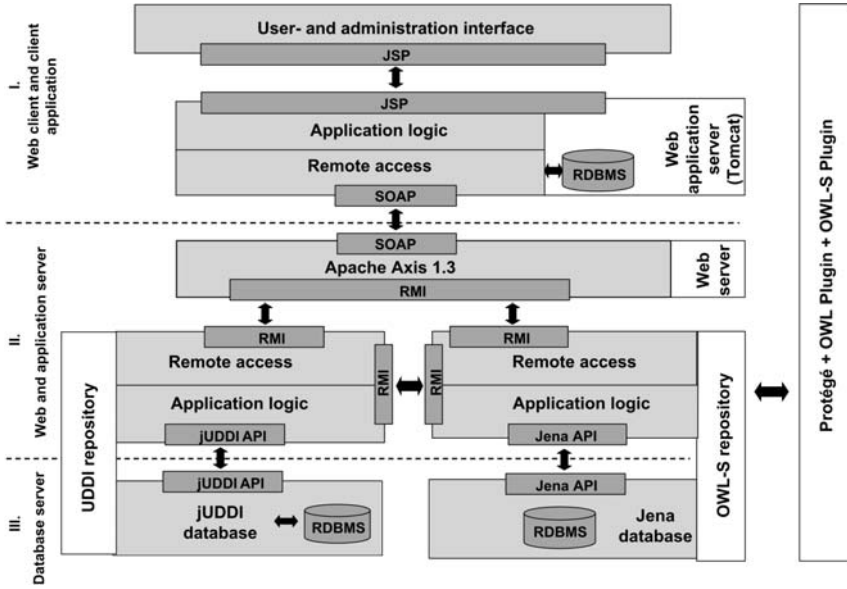 I.
Web client and client
application
User- and administration interface
JSP
JSP
Application logic
Remote access
RDBMS
Web
application
server
(Tomcat)
SOAP
II.
Web and application server
SOAP
Apache Axis 1.3
RMI
Web
server
UDDI repository
RMI
Remote access
Application logic
RMI
jUDDI API
RMI
Remote access
Application logic
RMI
Jena API
OWL-S repository
III.
Database server
jUDDI API
jUDDI
database
RDBMS
Jena API
RDBMS
Jena
database
Protégé + OWL Plugin + OWL-S Plugin